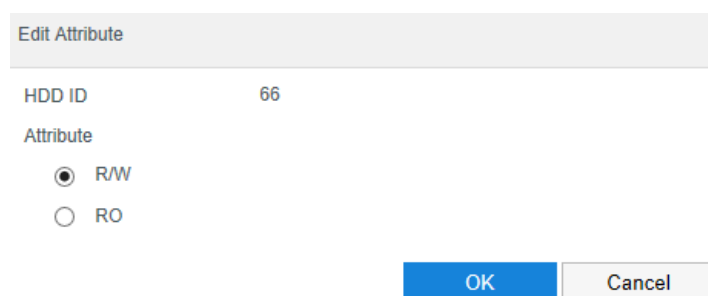 Edit Attribute
HDD ID 66
Attribute
R/W
RO
OK Cancel